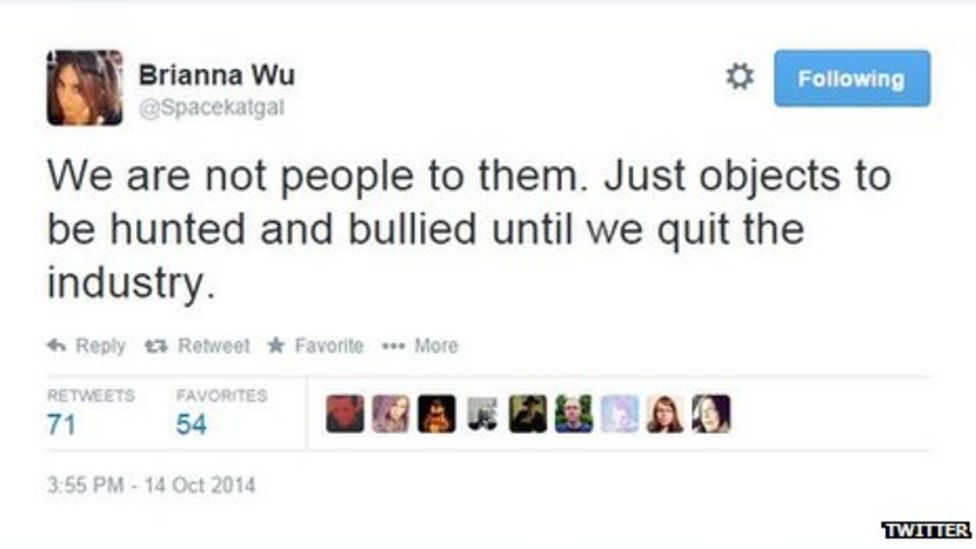 Brianna Wu
@Spacekatgal
Following
We are not people to them. Just objects to
be hunted and bullied until we quit the
industry.
Reply Retweet Favorite More
RETWEETS FAVORITES
71 54
3:55 PM - 14 Oct 2014
TWITTER